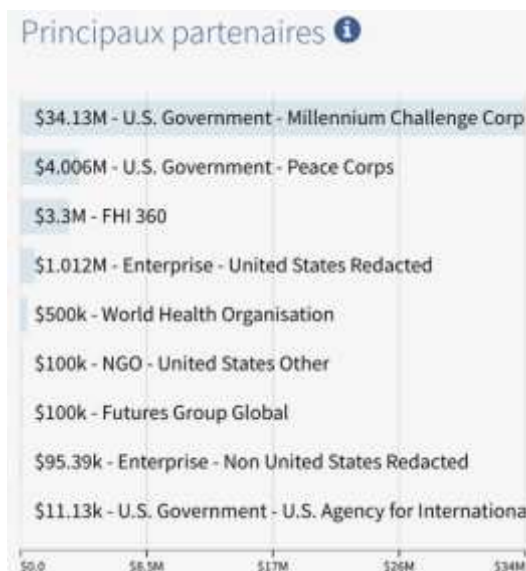 Principaux partenaires
$34.13M - U.S. Government - Millennium Challenge Corp
$4.006M - U.S. Government - Peace Corps
$3.3M - FHI 360
$1.012M - Enterprise - United States Redacted
$500k - World Health Organisation
$100k - NGO - United States Other
$100k - Futures Group Global
$95.39k - Enterprise - Non United States Redacted
$11.13k - U.S. Government - U.S. Agency for Internationa
$0.0 $8.5M $17M $26M $34M